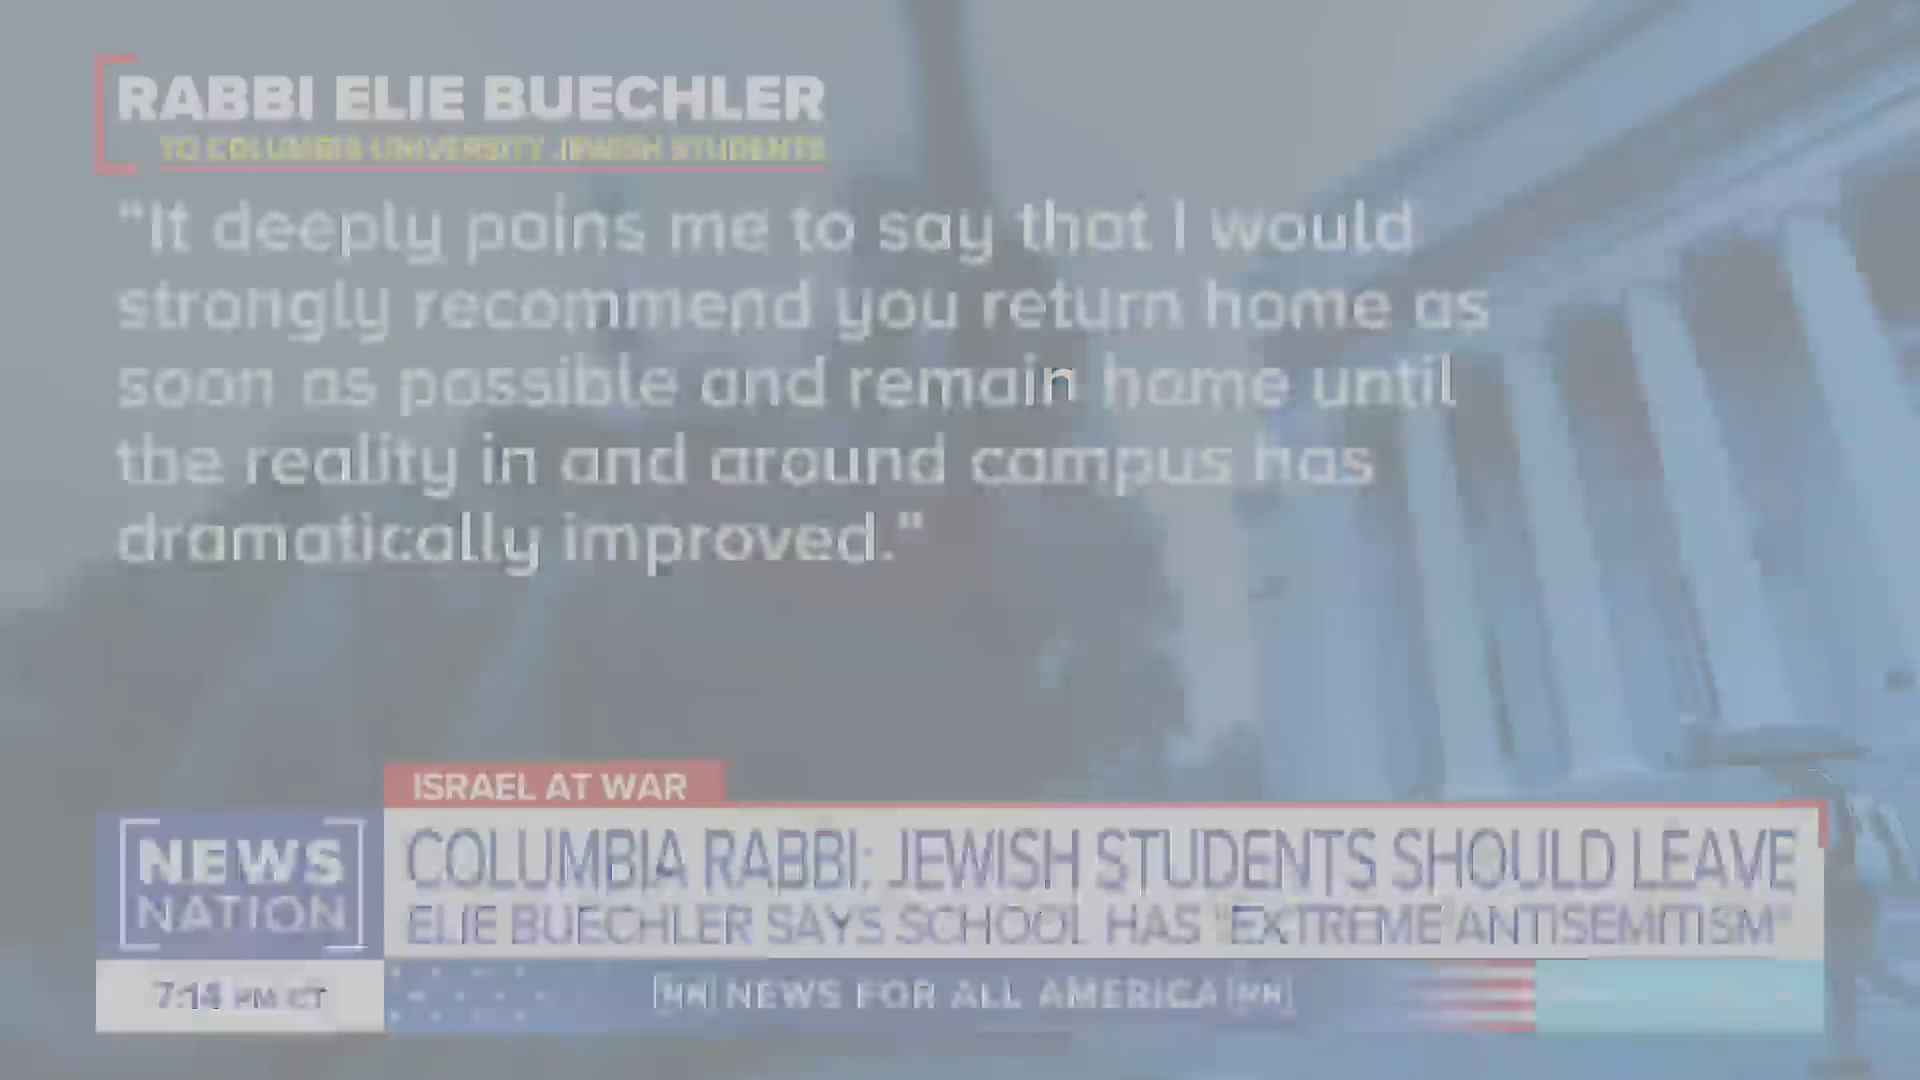 RABBI ELIE BUECHLER
TO COLUMBIA UNIVERSITY JEWISH STUDENTS
"It deeply pains me to say that I would
strongly recommend you return home as
soon as possible and remain home until
the reality in and around campus has
dramatically improved."
ISRAEL AT WAR
NEWS
NATION
COLUMBIA RABBI: JEWISH STUDENTS SHOULD LEAVE
ELIE BUECHLER SAYS SCHOOL HAS "EXTREME ANTISEMITISM"
7:14 PM CT
NN NEWS FOR ALL AMERICA NN